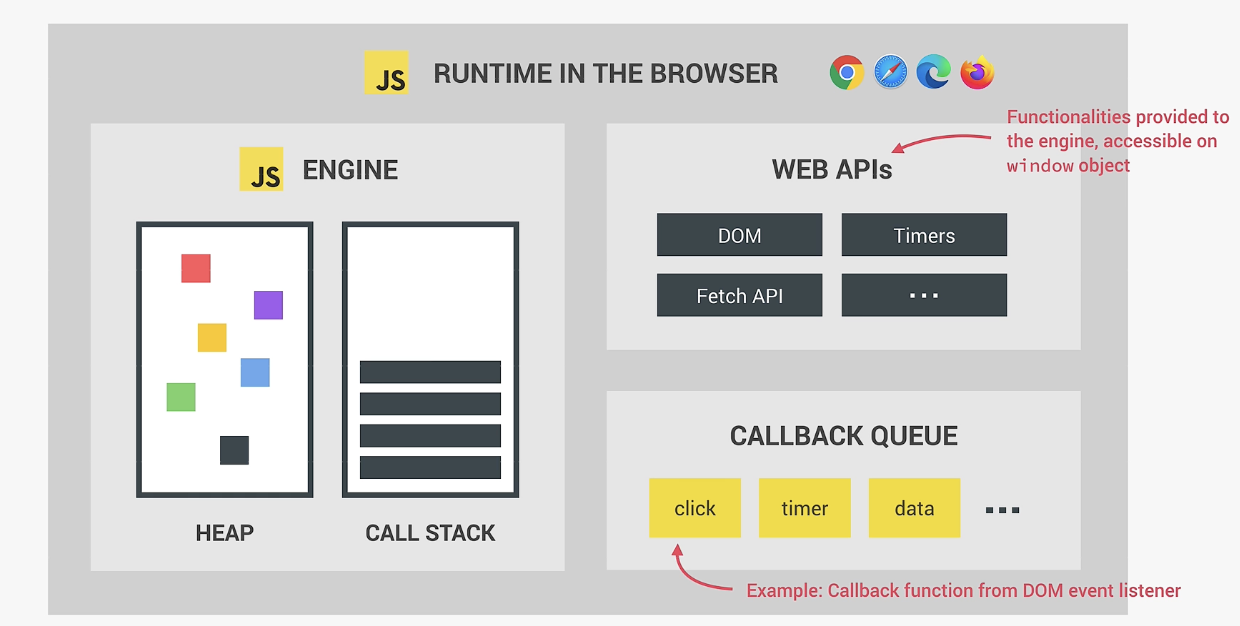 JS RUNTIME IN THE BROWSER
Functionalities provided to
the engine, accessible on
window object
JS ENGINE
HEAP
CALL STACK
WEB APIs
DOM
Timers
Fetch API
...
CALLBACK QUEUE
click
timer
data
...
Example: Callback function from DOM event listener